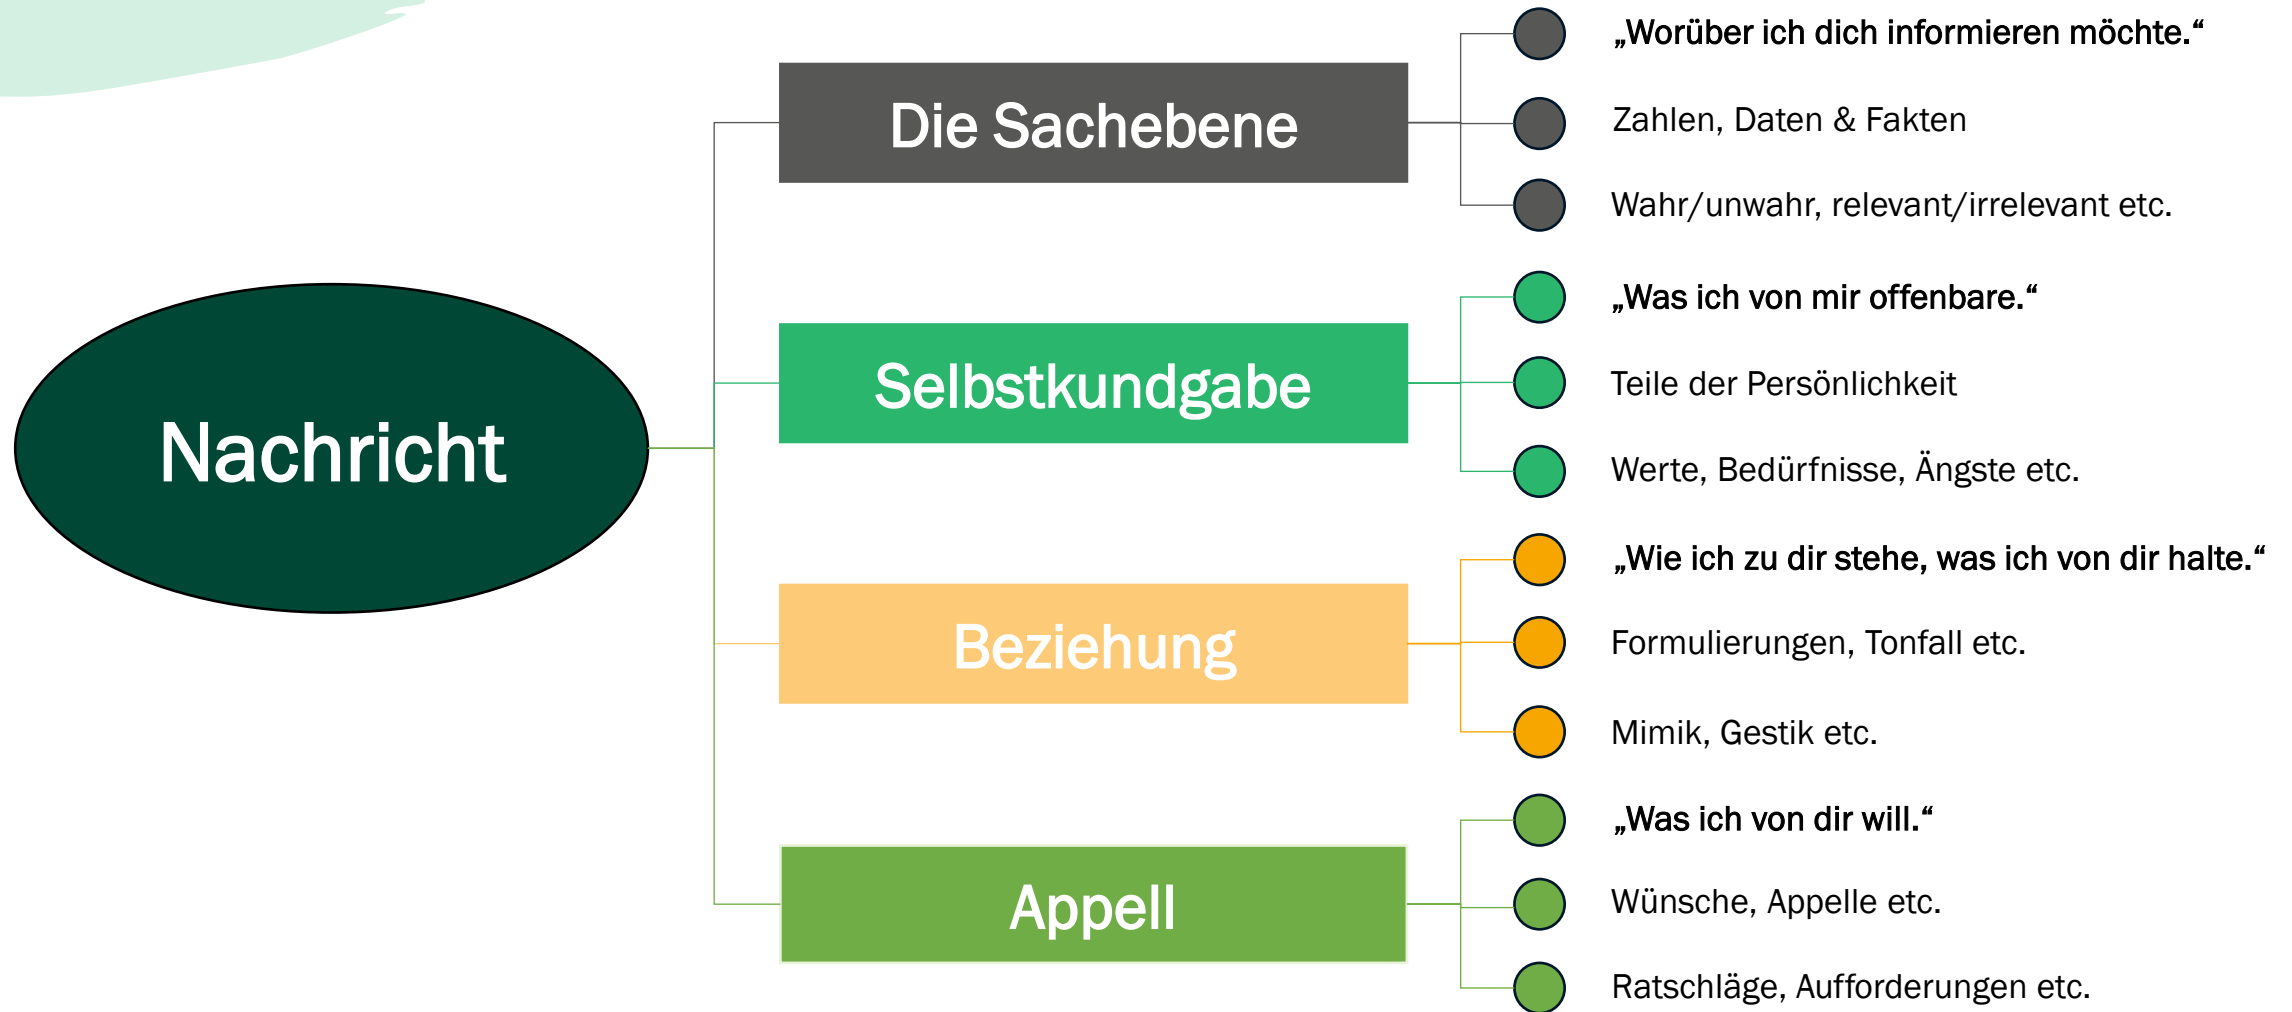 Nachricht
Die Sachebene
„Worüber ich dich informieren möchte.“
Zahlen, Daten & Fakten
Wahr/unwahr, relevant/irrelevant etc.
Selbstkundgabe
„Was ich von mir offenbare.“
Teile der Persönlichkeit
Werte, Bedürfnisse, Ängste etc.
Beziehung
„Wie ich zu dir stehe, was ich von dir halte.“
Formulierungen, Tonfall etc.
Mimik, Gestik etc.
Appell
„Was ich von dir will.“
Wünsche, Appelle etc.
Ratschläge, Aufforderungen etc.